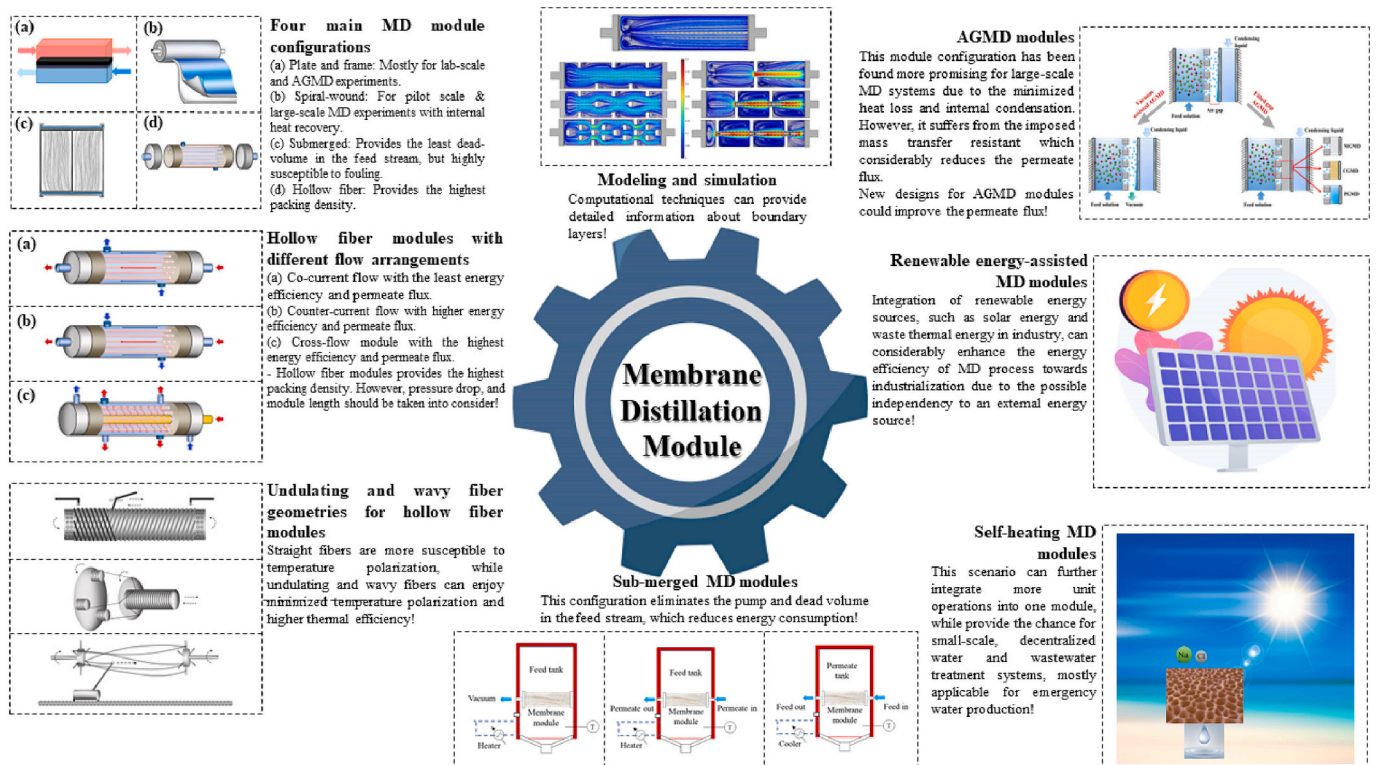 (a)
(b)
(c)
(d)
Four main MD module
configurations
(a) Plate and frame: Mostly for lab-scale
and AGMD experiments.
(b) Spiral-wound: For pilot scale &
large-scale MD experiments with internal
heat recovery.
(c) Submerged: Provides the least dead-
volume in the feed stream, but highly
susceptible to fouling.
(d) Hollow fiber: Provides the highest
packing density.
(a)
(b)
(c)
Hollow fiber modules with
different flow arrangements
(a) Co-current flow with the least energy
efficiency and permeate flux.
(b) Counter-current flow with higher energy
efficiency and permeate flux.
(c) Cross-flow module with the highest
energy efficiency and permeate flux.
- Hollow fiber modules provides the highest
packing density. However, pressure drop, and
module length should be taken into consider!
Undulating and wavy fiber
geometries for hollow fiber
modules
Straight fibers are more susceptible to
temperature polarization, while
undulating and wavy fibers can enjoy
minimized temperature polarization and
higher thermal efficiency!
Modeling and simulation
Computational techniques can provide
detailed information about boundary
layers!
Membrane
Distillation
Module
Sub-merged MD modules
This configuration eliminates the pump and dead volume
in the feed stream, which reduces energy consumption!
Feed tank
Vacuum
Membrane
module
T
Heater
Feed tank
Permeate out
Permeate in
Membrane
module
T
Heater
Permeate
tank
Feed out
Feed in
Membrane
module
T
Cooler
AGMD modules
This module configuration has been
found more promising for large-scale
MD systems due to the minimized
heat loss and internal condensation.
However, it suffers from the imposed
mass transfer resistant which
considerably reduces the permeate
flux.
New designs for AGMD modules
could improve the permeate flux!
Condensing
liquid
Feed solution
Air gap
Condensing liquid
Feed solution
Vacuum
Condensing liquid
Feed solution
MGMD
CGMD
PGMD
Renewable energy-assisted
MD modules
Integration of renewable energy
sources, such as solar energy and
waste thermal energy in industry, can
considerably enhance the energy
efficiency of MD process towards
industrialization due to the possible
independency to an external energy
source!
Self-heating MD
modules
This scenario can further
integrate more unit
operations into one module,
while provide the chance for
small-scale, decentralized
water and wastewater
treatment systems, mostly
applicable for emergency
water production!
Na
Cl